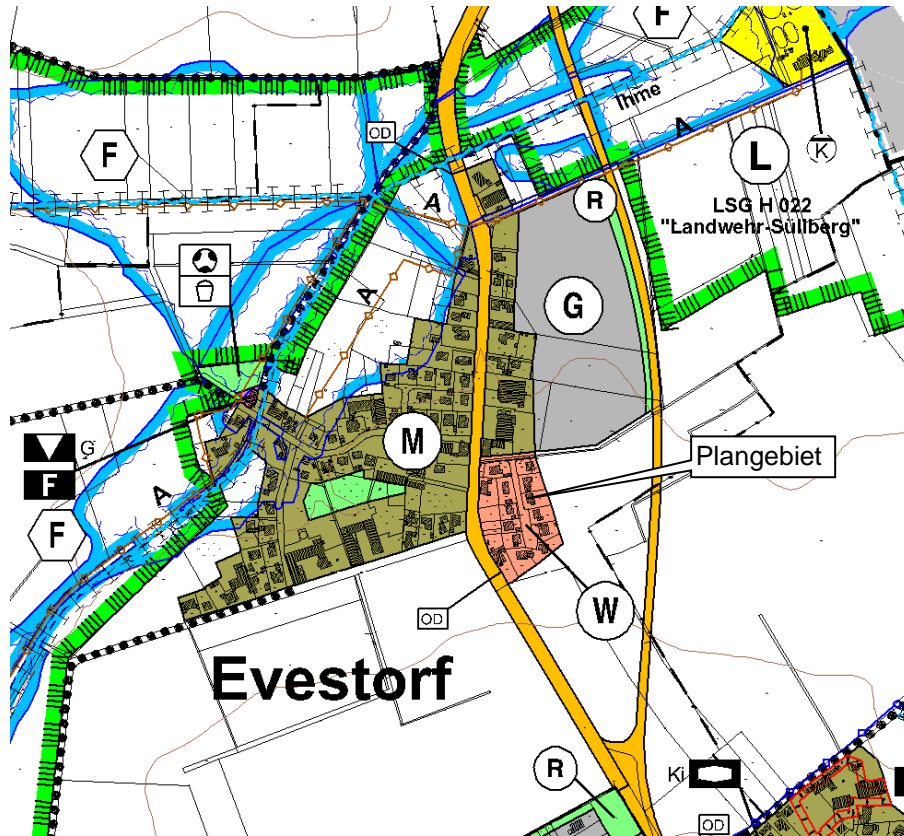 F
F
OD
Ihme
A
A
L
K
R
LSG H 022
"Landwehr-Süllberg"
A
G
M
G
F
Plangebiet
A
F
OD
W
Evestorf
R
Ki
OD